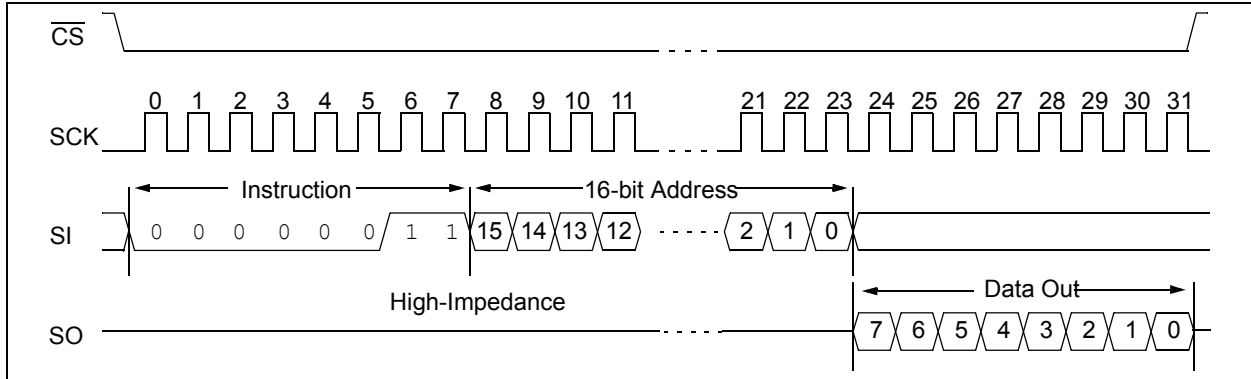 CS
0 1 2 3 4 5 6 7 8 9 10 11 21 22 23 24 25 26 27 28 29 30 31
SCK
Instruction 16-bit Address
SI 0 0 0 0 0 0 1 1 15 14 13 12 2 1 0
High-Impedance Data Out
SO 7 6 5 4 3 2 1 0